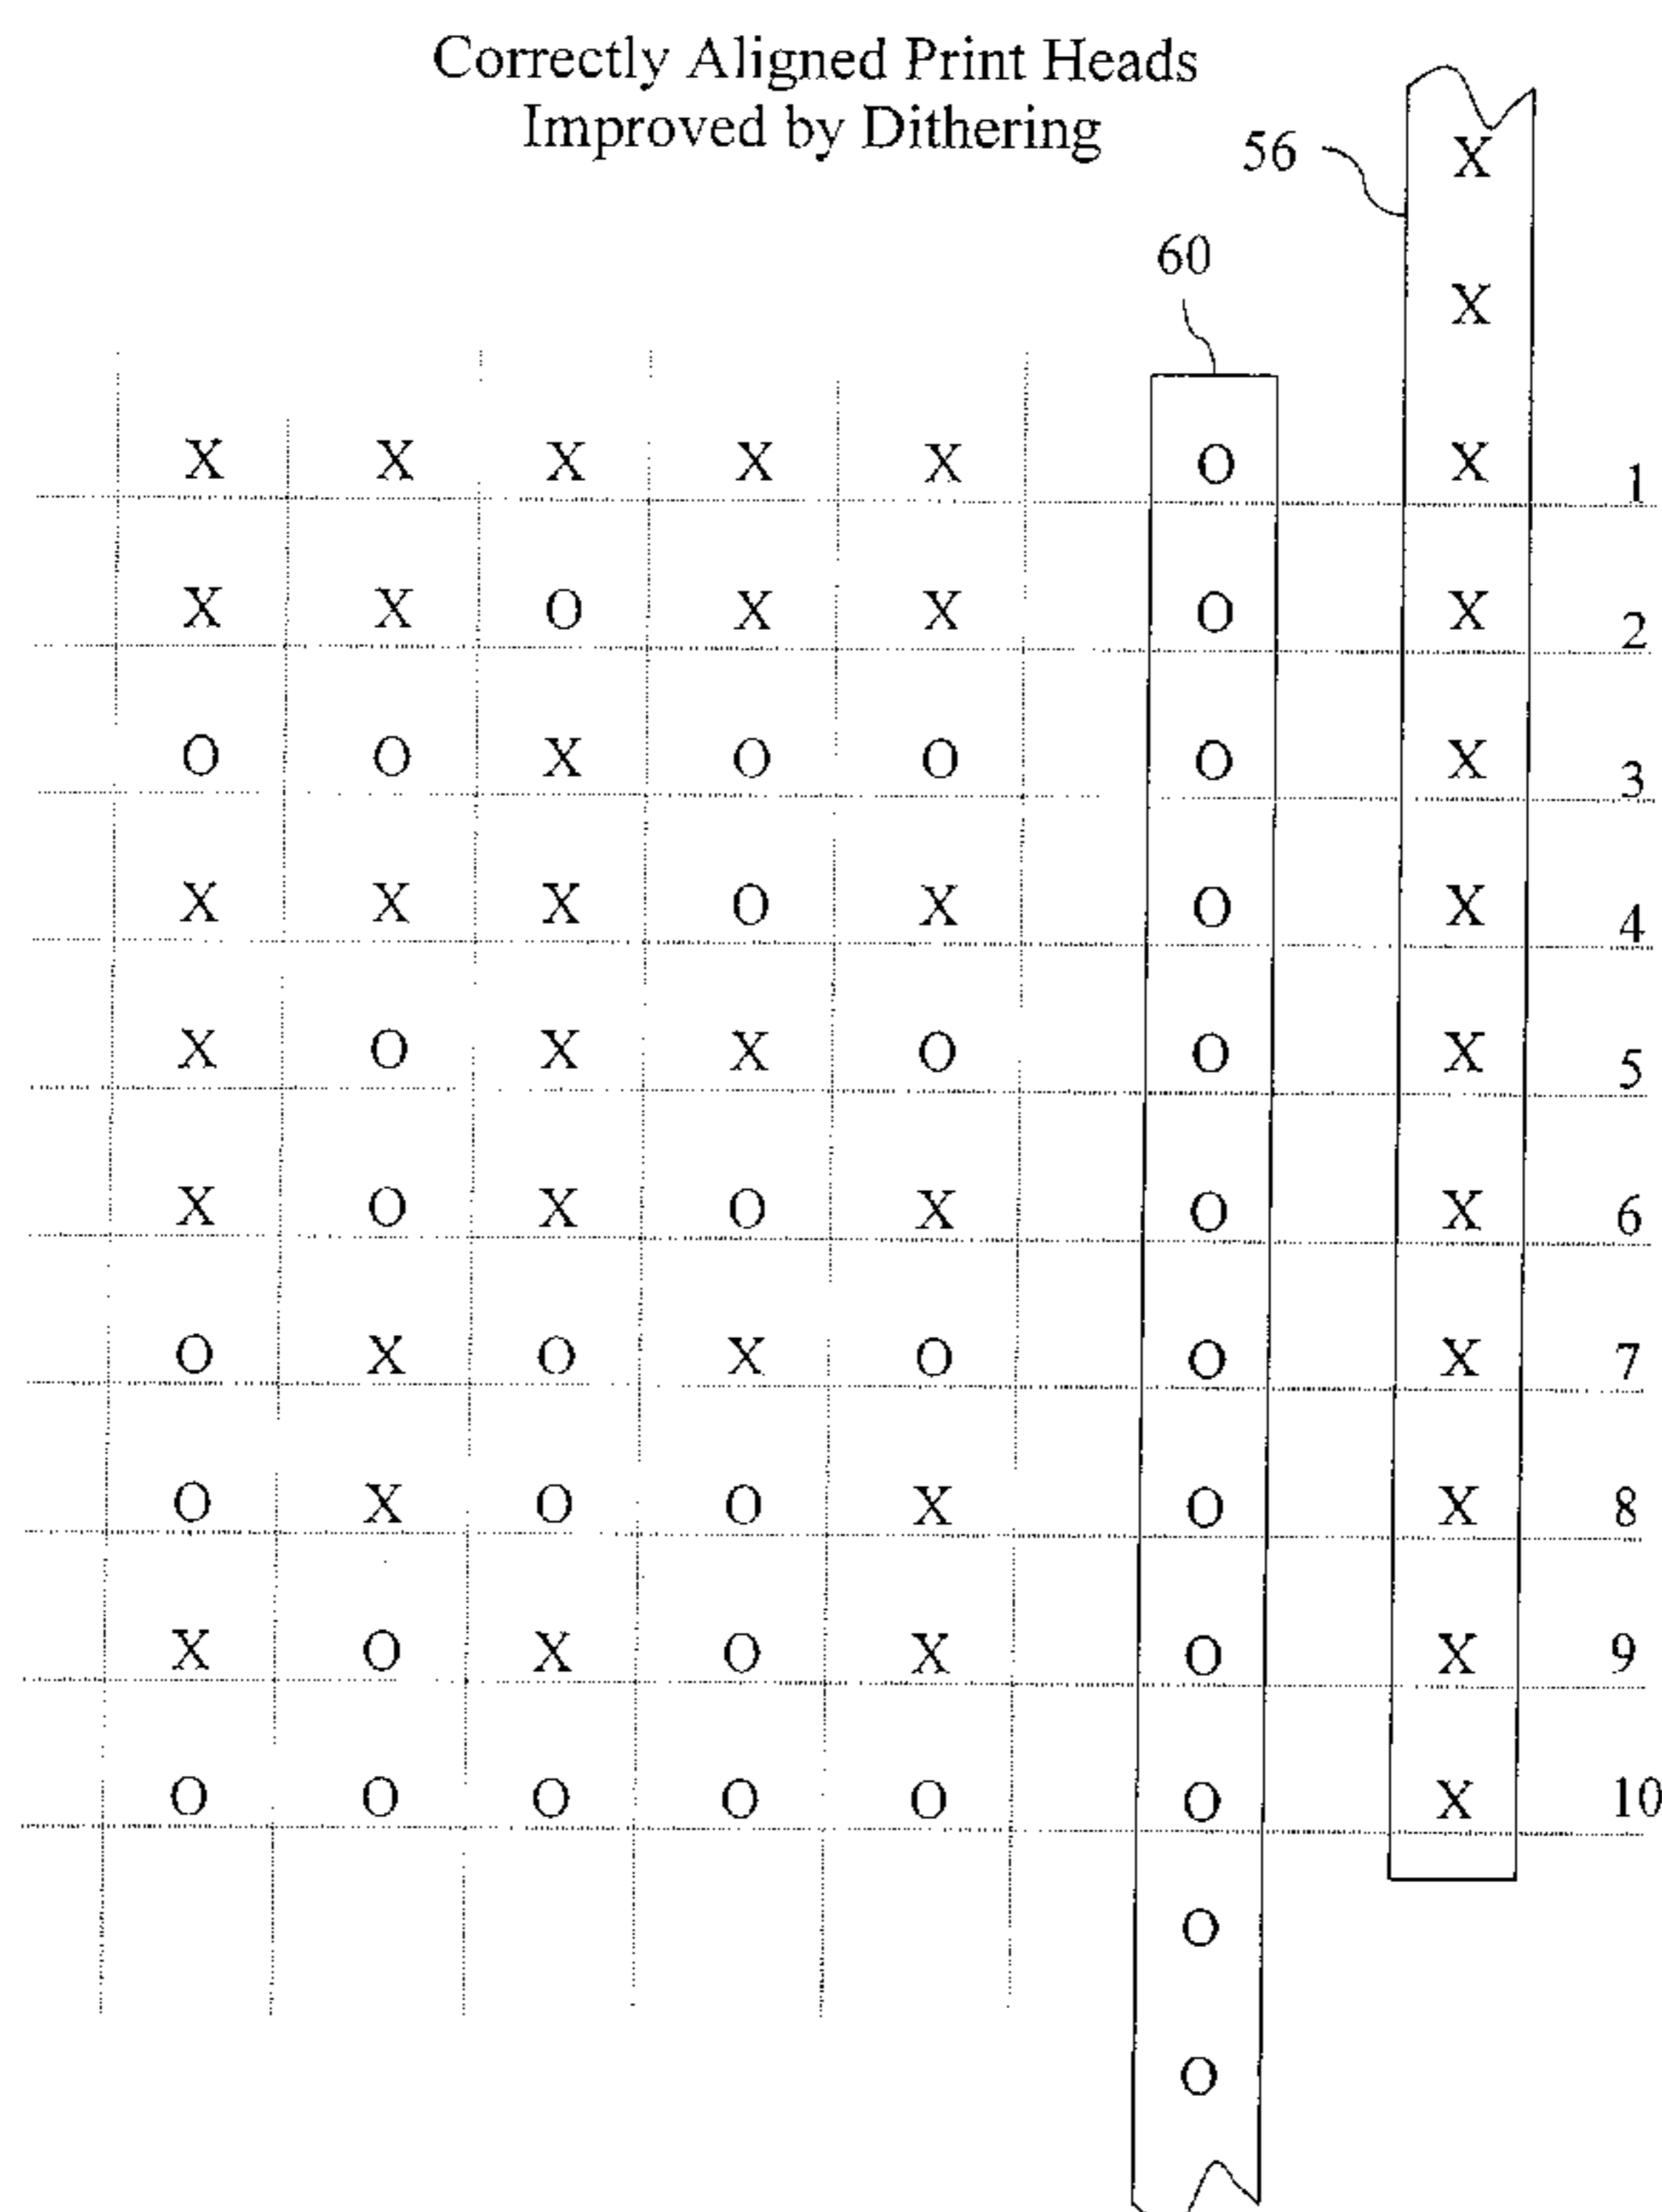 Correctly Aligned Print Heads
Improved by Dithering
56
X
60
X
X X X X X O X 1
X X O X X O X 2
O O X O O O X 3
X X X O X O X 4
X O X X O O X 5
X O X O X O X 6
O X O X O O X 7
O X O O X O X 8
X O X O X O X 9
O O O O O O X 10
O
O